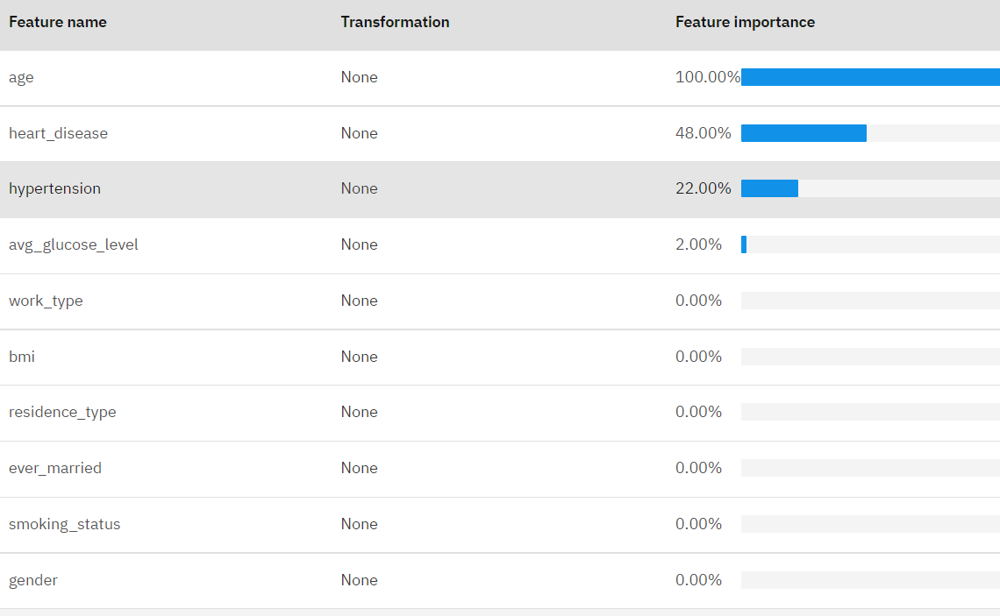 Feature name Transformation Feature importance
age None 100.00%
heart_disease None 48.00%
hypertension None 22.00%
avg_glucose_level None 2.00%
work_type None 0.00%
bmi None 0.00%
residence_type None 0.00%
ever_married None 0.00%
smoking_status None 0.00%
gender None 0.00%